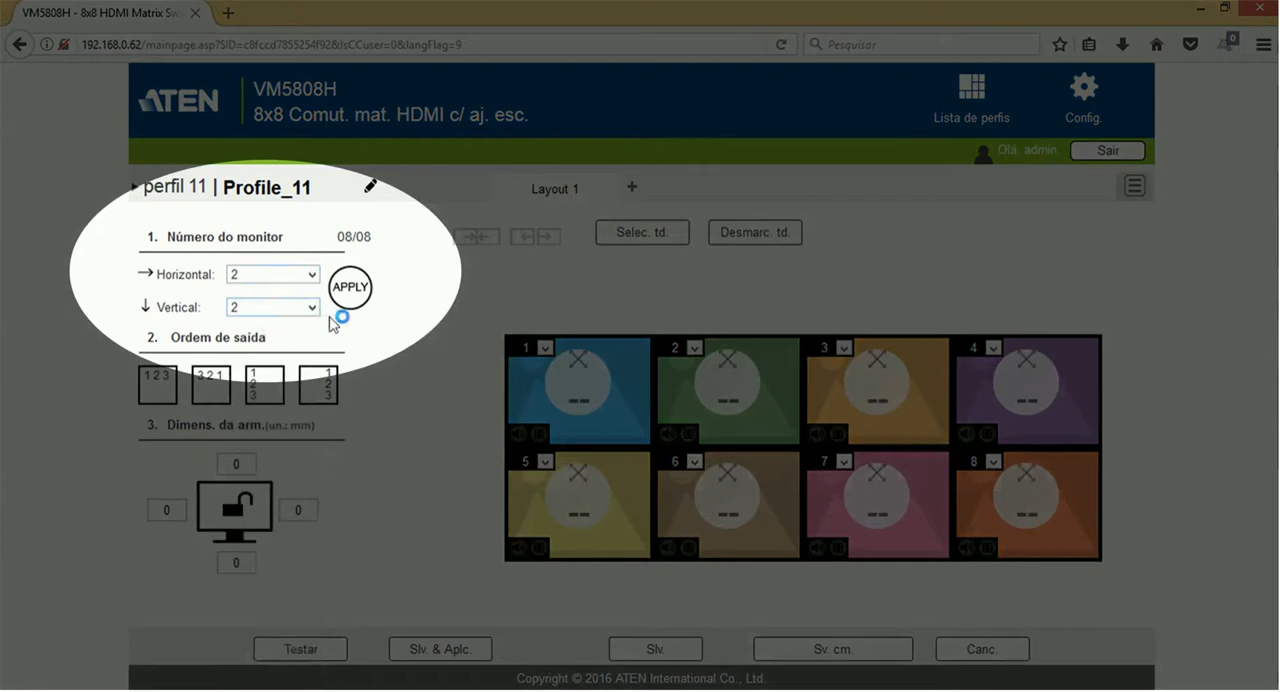 VM5808H - 8x8 HDMI Matrix Sw
192.168.0.62/mainpage.asp?SID=c8fccd7855254f92&IsCCuser=0&langFlag=9
Pesquisar
0
ATEN
VM5808H
8x8 Comut. mat. HDMI c/ aj. esc.
Lista de perfis
Config.
Olá, admin.
Sair
perfil 11 | Profile_11
Layout 1
+
1. Número do monitor 08/08
Selec. td.
Desmarc. td.
Horizontal: 2
APPLY
Vertical: 2
2. Ordem de saída
1 2 3
3 2 1
1
2
3
1
2
3
3. Dimens. da arm.(un.: mm)
0
0
0
0
1
2
3
4
5
6
7
8
Testar
Slv. & Aplc.
Slv.
Sv. cm.
Canc.
Copyright © 2016 ATEN International Co., Ltd.